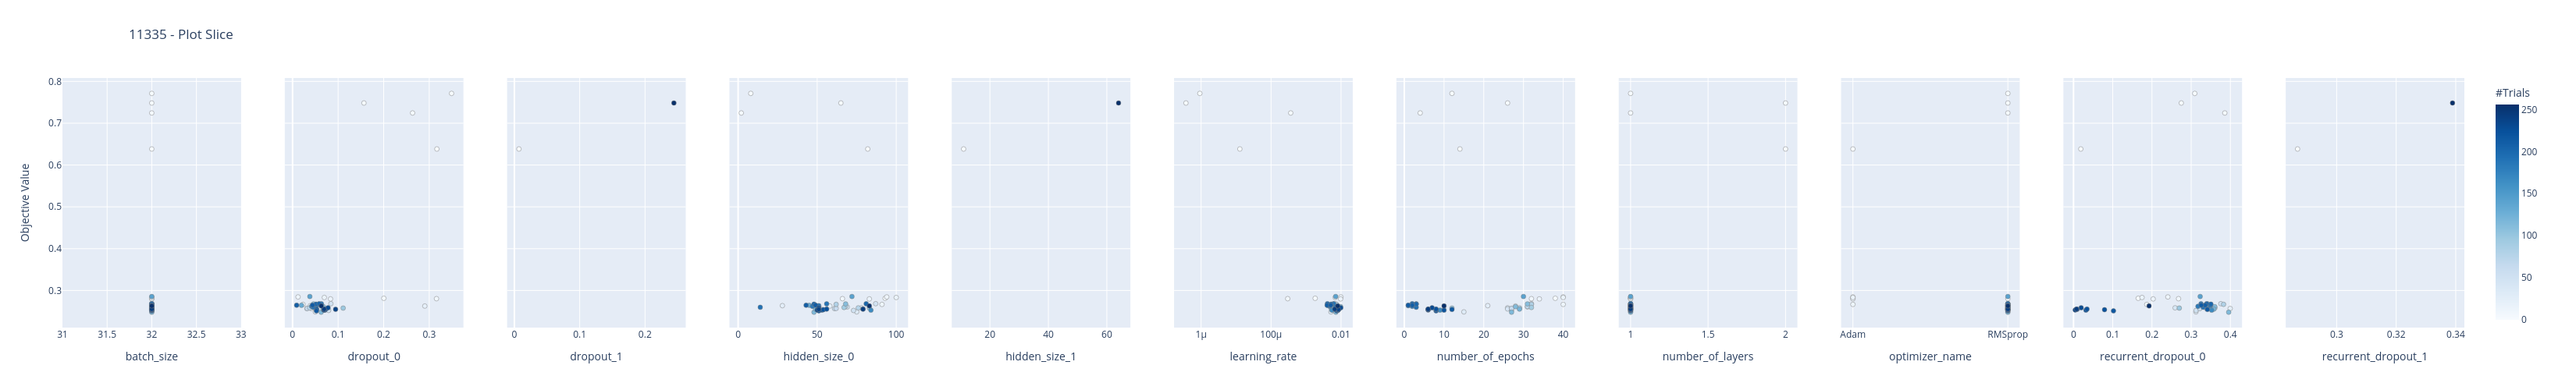 11335 - Plot Slice
#Trials
0.8
0.7
0.6
0.5
0.4
0.3
Objective Value
250
200
150
100
50
0
31 31.5 32 32.5 33
0 0.1 0.2 0.3
0 0.1 0.2
0 50 100
20 40 60
1μ 100μ 0.01
0 10 20 30 40
1 1.5 2
Adam RMSprop
0 0.1 0.2 0.3 0.4
0.3 0.32 0.34
batch_size
dropout_0
dropout_1
hidden_size_0
hidden_size_1
learning_rate
number_of_epochs
number_of_layers
optimizer_name
recurrent_dropout_0
recurrent_dropout_1